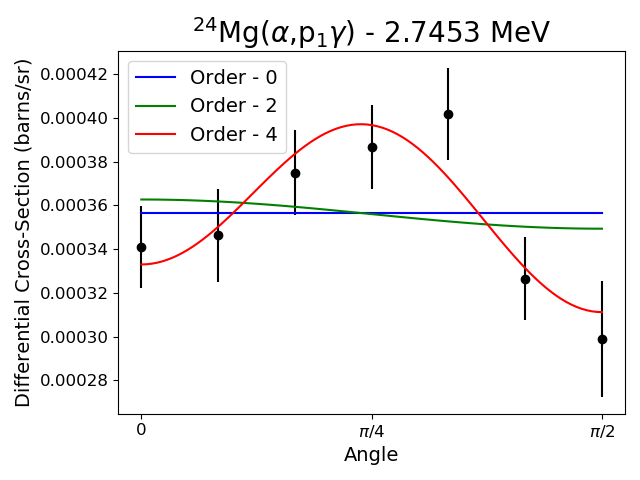 ²⁴Mg(α,p₁γ) - 2.7453 MeV
Differential Cross-Section (barns/sr)
0.00042
0.00040
0.00038
0.00036
0.00034
0.00032
0.00030
0.00028
Order - 0
Order - 2
Order - 4
0
π/4
π/2
Angle